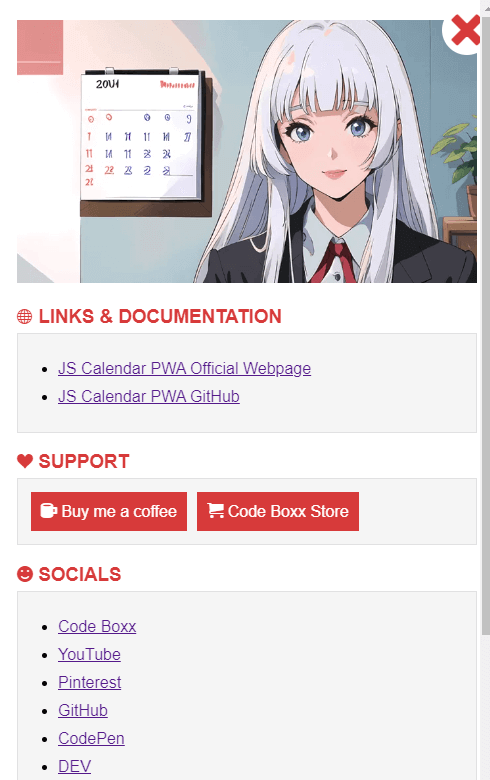 LINKS & DOCUMENTATION
JS Calendar PWA Official Webpage
JS Calendar PWA GitHub
SUPPORT
Buy me a coffee Code Boxx Store
SOCIALS
Code Boxx
YouTube
Pinterest
GitHub
CodePen
DEV